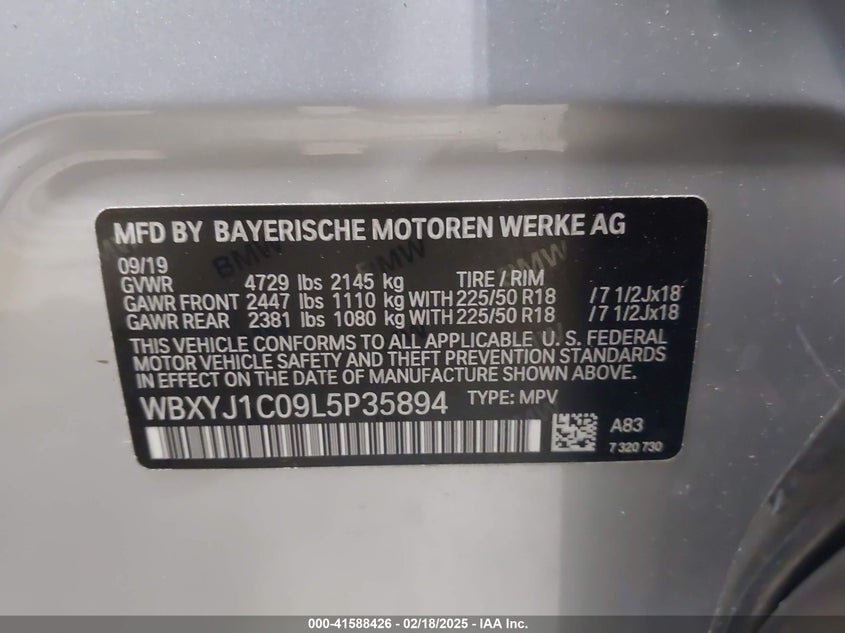 MFD BY BAYERISCHE MOTOREN WERKE AG
09/19
GVWR 4729 lbs 2145 kg TIRE / RIM
GAWR FRONT 2447 lbs 1110 kg WITH 225/50 R18 /7 1/2Jx18
GAWR REAR 2381 lbs 1080 kg WITH 225/50 R18 /7 1/2Jx18
THIS VEHICLE CONFORMS TO ALL APPLICABLE U. S. FEDERAL
MOTOR VEHICLE SAFETY AND THEFT PREVENTION STANDARDS
IN EFFECT ON THE DATE OF MANUFACTURE SHOWN ABOVE.
WBXYJ1C09L5P35894 TYPE: MPV
A83
7 320 730
BMW BMW BMW
000-41588426 - 02/18/2025 - IAA Inc.